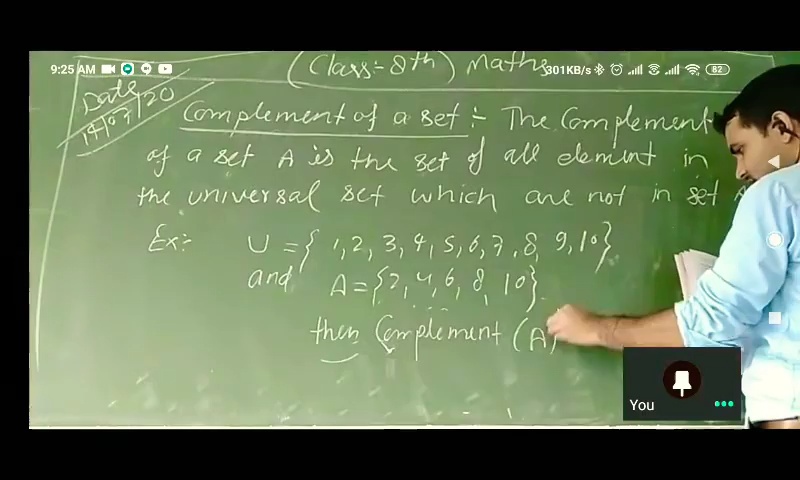 9:25 AM 301KB/s 82
(Class:- 8th) Maths
Date
14/07/20
Complement of a set :- The Complement
of a set A is the set of all element in
the universal set which are not in set A
Ex:- U = { 1, 2, 3, 4, 5, 6, 7, 8, 9, 10 }
and A = { 2, 4, 6, 8, 10 }
then Complement (A)
You